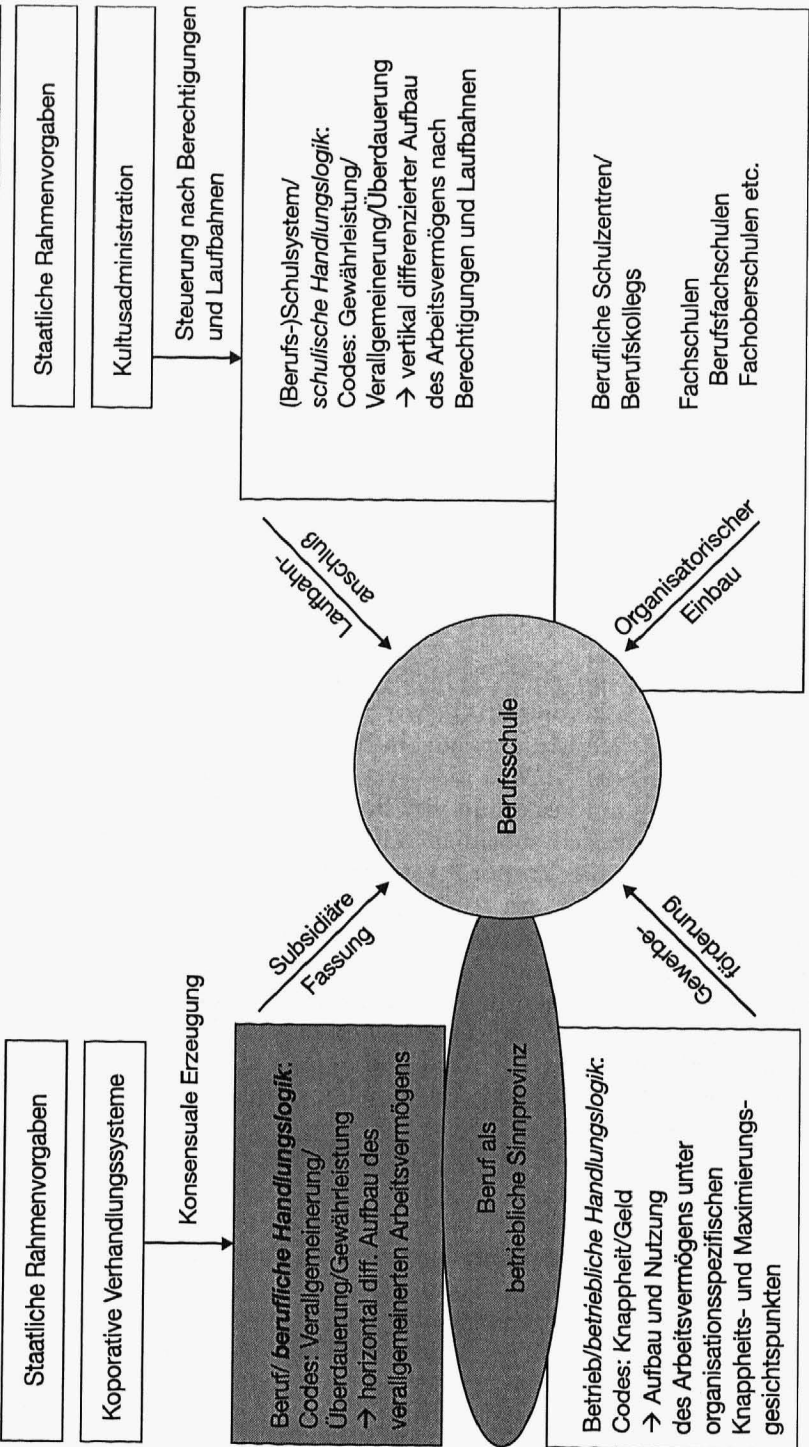 Staatliche Rahmenvorgaben
Koporative Verhandlungssysteme
Konsensuale Erzeugung
Beruf/ berufliche Handlungslogik:
Codes: Verallgemeinerung/
Überdauerung/Gewährleistung
→ horizontal diff. Aufbau des
verallgemeinerten Arbeitsvermögens
Beruf als
betriebliche Sinnprovinz
Betrieb/betriebliche Handlungslogik:
Codes: Knappheit/Geld
→ Aufbau und Nutzung
des Arbeitsvermögens unter
organisationsspezifischen
Knappheits- und Maximierungs-
gesichtspunkten
Subsidiäre
Fassung
Gewerbe-
förderung
Berufsschule
Laufbahn-
anschluß
Organisatorischer
Einbau
Staatliche Rahmenvorgaben
Kultusadministration
Steuerung nach Berechtigungen
und Laufbahnen
(Berufs-)Schulsystem/
schulische Handlungslogik:
Codes: Gewährleistung/
Verallgemeinerung/Überdauerung
→ vertikal differenzierter Aufbau
des Arbeitsvermögens nach
Berechtigungen und Laufbahnen
Berufliche Schulzentren/
Berufskollegs
Fachschulen
Berufsfachschulen
Fachoberschulen etc.